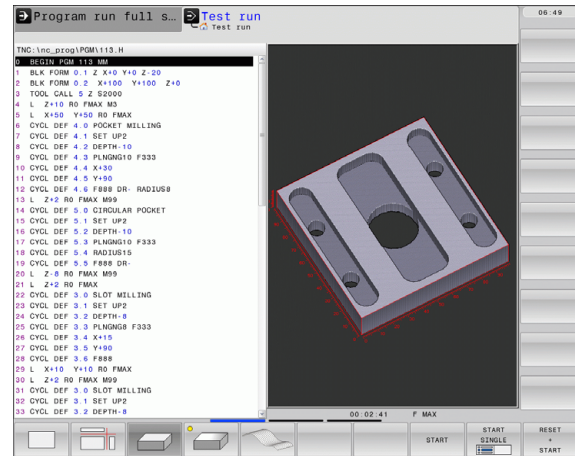 Program run full s…
Test run
Test run
06:49
TNC:\nc_prog\PGM\113.H
0 BEGIN PGM 113 MM
1 BLK FORM 0.1 Z X+0 Y+0 Z-20
2 BLK FORM 0.2 X+100 Y+100 Z+0
3 TOOL CALL 5 Z S2000
4 L Z+10 R0 FMAX M3
5 L X+50 Y+50 R0 FMAX
6 CYCL DEF 4.0 POCKET MILLING
7 CYCL DEF 4.1 SET UP2
8 CYCL DEF 4.2 DEPTH-10
9 CYCL DEF 4.3 PLNGNG10 F333
10 CYCL DEF 4.4 X+30
11 CYCL DEF 4.5 Y+90
12 CYCL DEF 4.6 F888 DR- RADIUS8
13 L Z+2 R0 FMAX M99
14 CYCL DEF 5.0 CIRCULAR POCKET
15 CYCL DEF 5.1 SET UP2
16 CYCL DEF 5.2 DEPTH-10
17 CYCL DEF 5.3 PLNGNG10 F333
18 CYCL DEF 5.4 RADIUS15
19 CYCL DEF 5.5 F888 DR-
20 L Z-8 R0 FMAX M99
21 L Z+2 R0 FMAX
22 CYCL DEF 3.0 SLOT MILLING
23 CYCL DEF 3.1 SET UP2
24 CYCL DEF 3.2 DEPTH-8
25 CYCL DEF 3.3 PLNGNG8 F333
26 CYCL DEF 3.4 X+15
27 CYCL DEF 3.5 Y+90
28 CYCL DEF 3.6 F888
29 L X+10 Y+10 R0 FMAX
30 L Z+2 R0 FMAX M99
31 CYCL DEF 3.0 SLOT MILLING
32 CYCL DEF 3.1 SET UP2
33 CYCL DEF 3.2 DEPTH-8
00:02:41 F MAX
START
START SINGLE
RESET + START